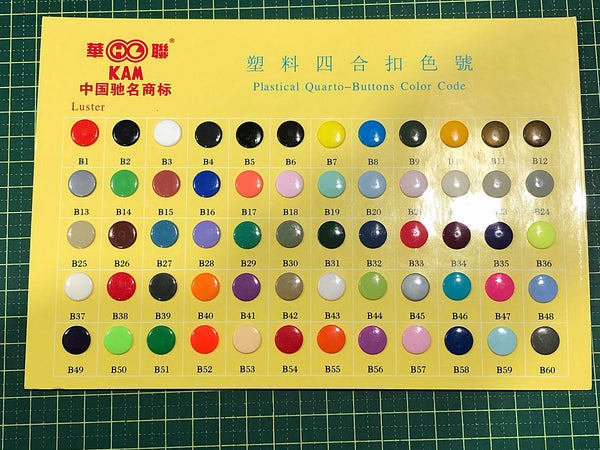 華 聯
KAM
中国驰名商标
塑料四合扣色號
Plastical Quarto-Buttons Color Code
Luster
B1 B2 B3 B4 B5 B6 B7 B8 B9 B10 B11 B12
B13 B14 B15 B16 B17 B18 B19 B20 B21 B22 B23 B24
B25 B26 B27 B28 B29 B30 B31 B32 B33 B34 B35 B36
B37 B38 B39 B40 B41 B42 B43 B44 B45 B46 B47 B48
B49 B50 B51 B52 B53 B54 B55 B56 B57 B58 B59 B60